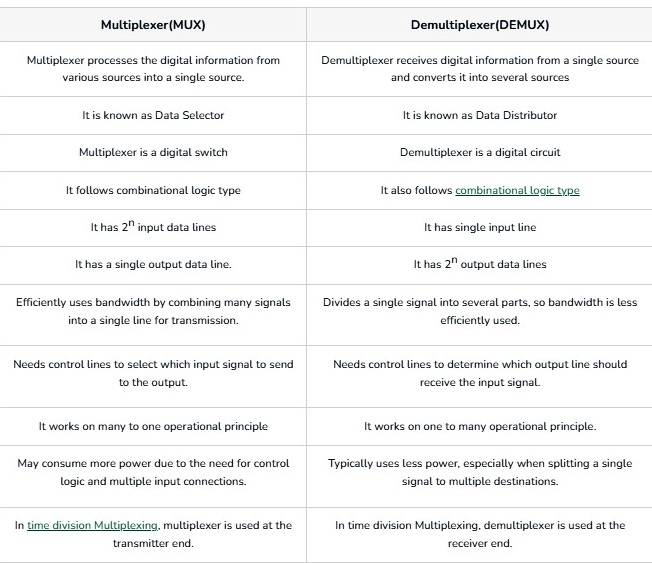 Multiplexer(MUX)
Demultiplexer(DEMUX)
Multiplexer processes the digital information from
various sources into a single source.
Demultiplexer receives digital information from a single source
and converts it into several sources
It is known as Data Selector
It is known as Data Distributor
Multiplexer is a digital switch
Demultiplexer is a digital circuit
It follows combinational logic type
It also follows combinational logic type
It has 2ⁿ input data lines
It has single input line
It has a single output data line.
It has 2ⁿ output data lines
Efficiently uses bandwidth by combining many signals
into a single line for transmission.
Divides a single signal into several parts, so bandwidth is less
efficiently used.
Needs control lines to select which input signal to send
to the output.
Needs control lines to determine which output line should
receive the input signal.
It works on many to one operational principle
It works on one to many operational principle.
May consume more power due to the need for control
logic and multiple input connections.
Typically uses less power, especially when splitting a single
signal to multiple destinations.
In time division Multiplexing, multiplexer is used at the
transmitter end.
In time division Multiplexing, demultiplexer is used at the
receiver end.